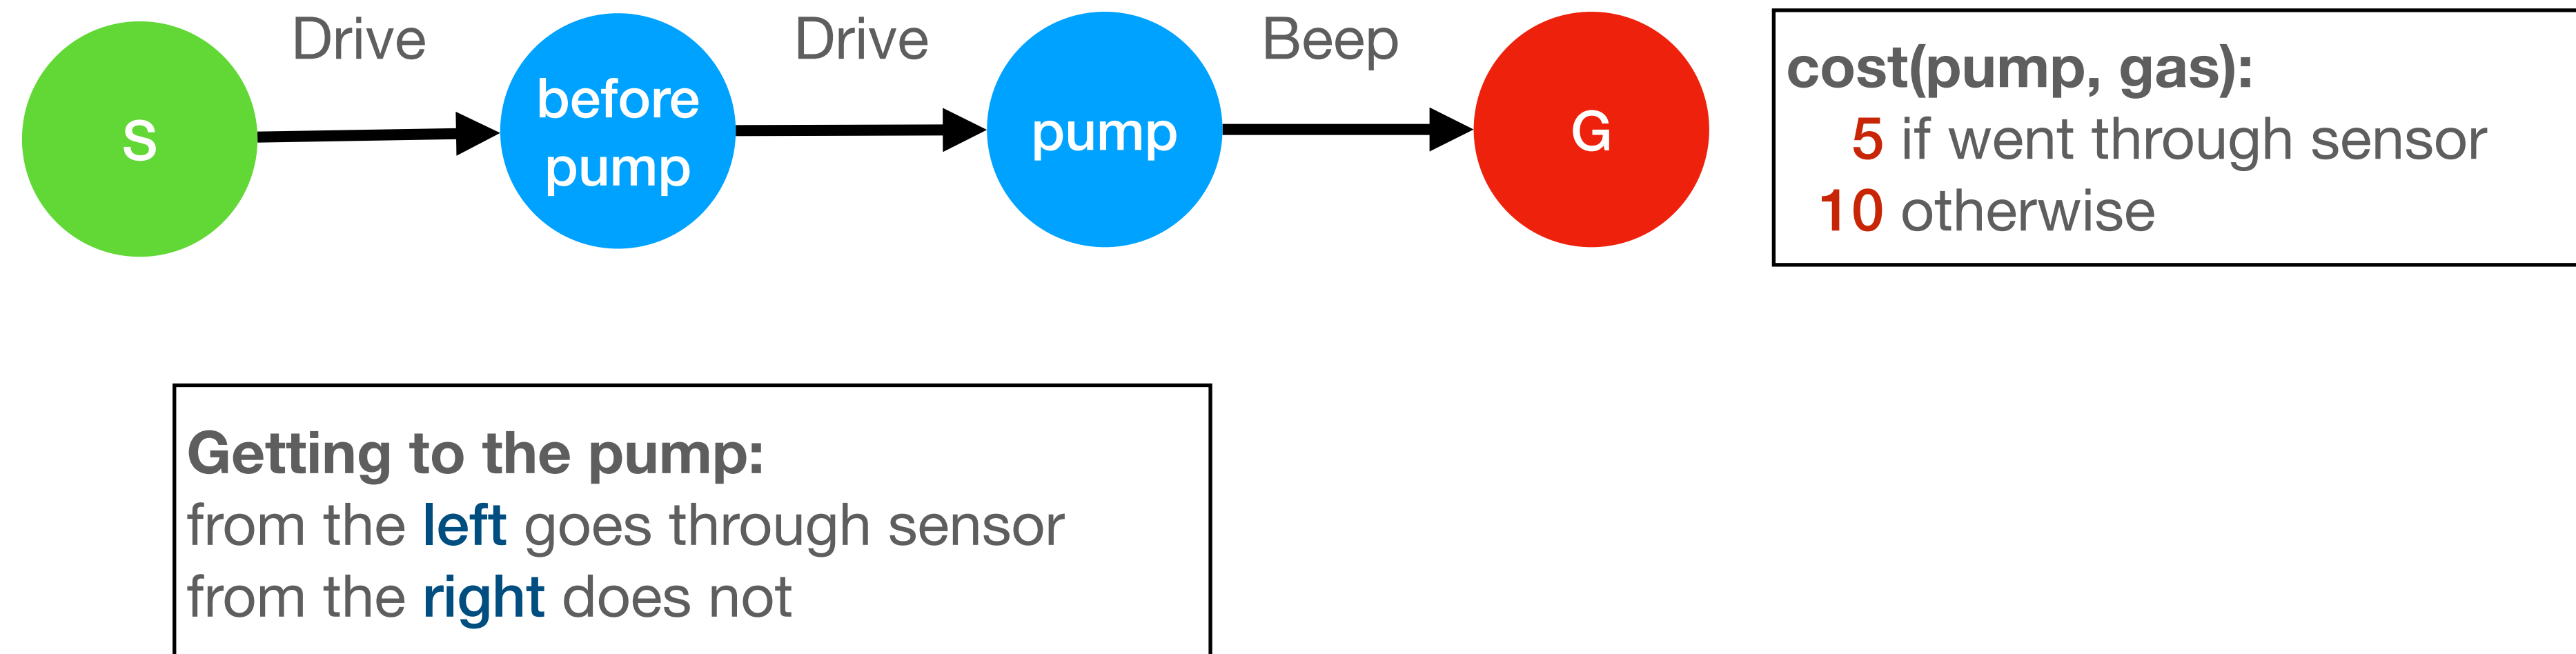 Drive
Drive
Beep
S
before
pump
pump
G
cost(pump, gas):
5 if went through sensor
10 otherwise
Getting to the pump:
from the left goes through sensor
from the right does not